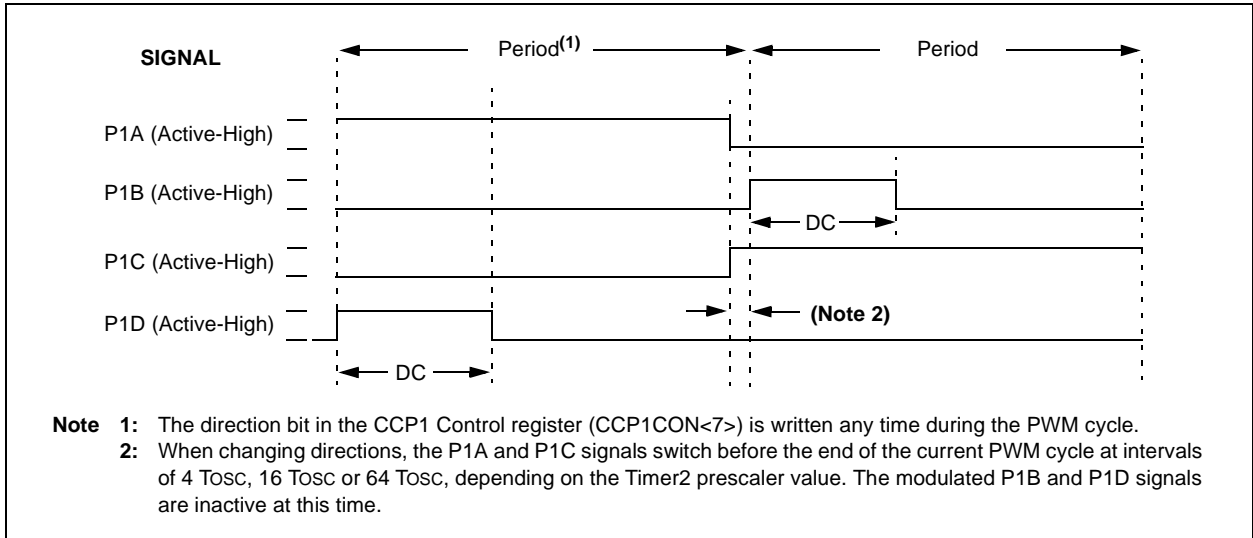 SIGNAL
Period(1)
Period
P1A (Active-High)
P1B (Active-High)
DC
P1C (Active-High)
P1D (Active-High)
(Note 2)
DC
Note 1: The direction bit in the CCP1 Control register (CCP1CON<7>) is written any time during the PWM cycle.
2: When changing directions, the P1A and P1C signals switch before the end of the current PWM cycle at intervals
of 4 TOSC, 16 TOSC or 64 TOSC, depending on the Timer2 prescaler value. The modulated P1B and P1D signals
are inactive at this time.